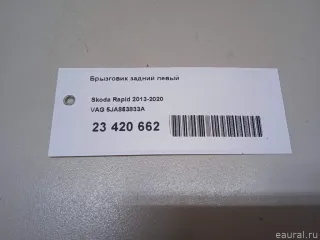 Брызговик задний левый
Skoda Rapid 2013-2020
VAG 5JA853833A
23 420 662
eaural.ru